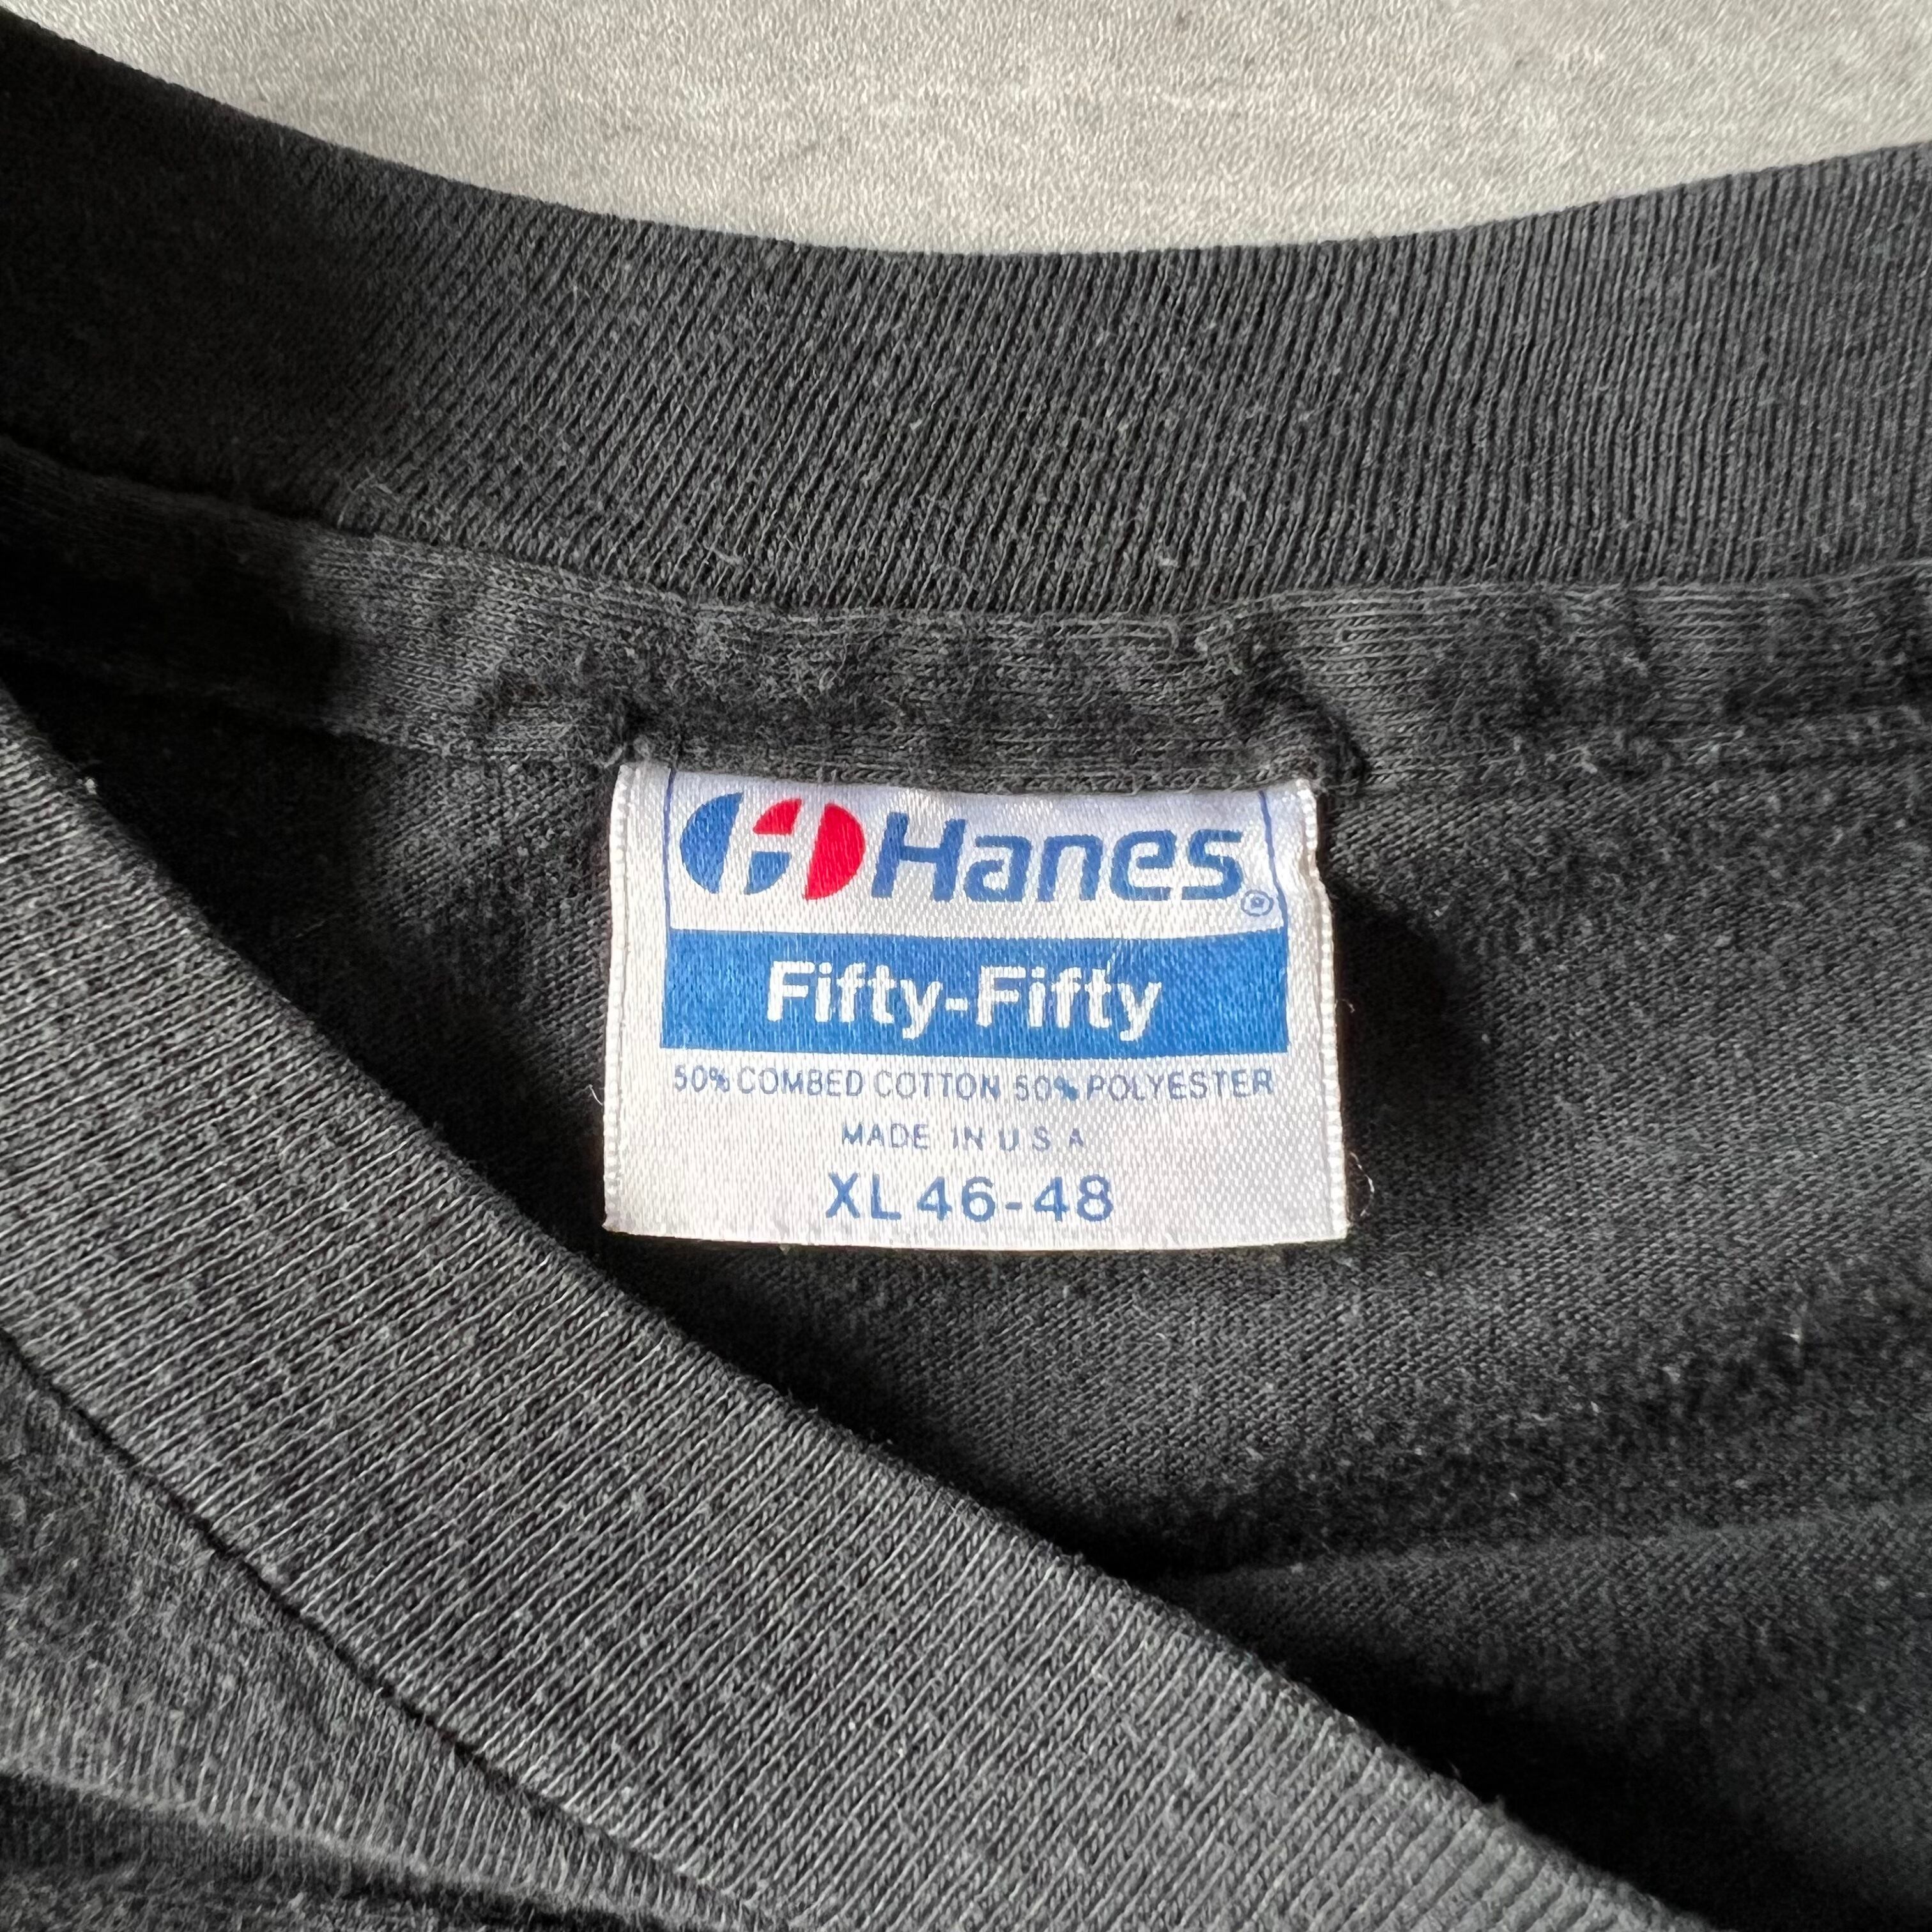 Hanes®
Fifty-Fifty
50% COMBED COTTON 50% POLYESTER
MADE IN U S A
XL 46-48